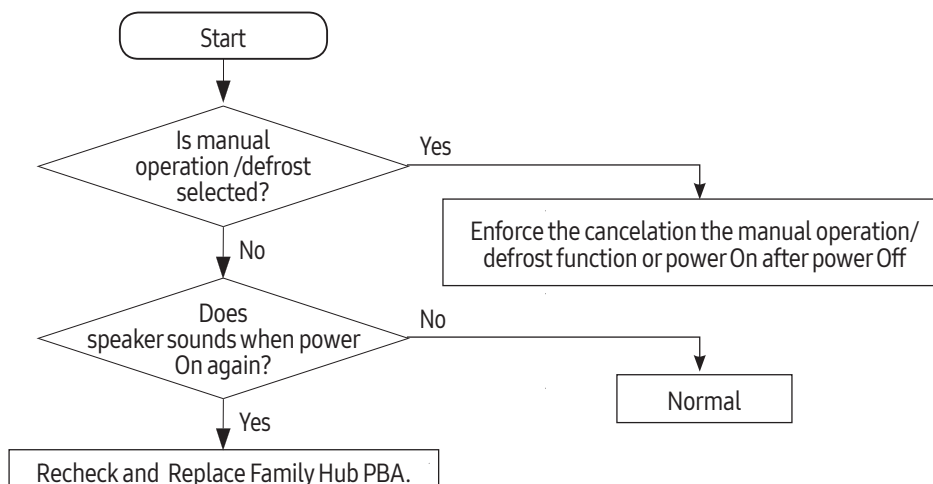 Start
Is manual
operation /defrost
selected?
Yes
Enforce the cancelation the manual operation/
defrost function or power On after power Off
No
Does
speaker sounds when power
On again?
No
Normal
Yes
Recheck and Replace Family Hub PBA.